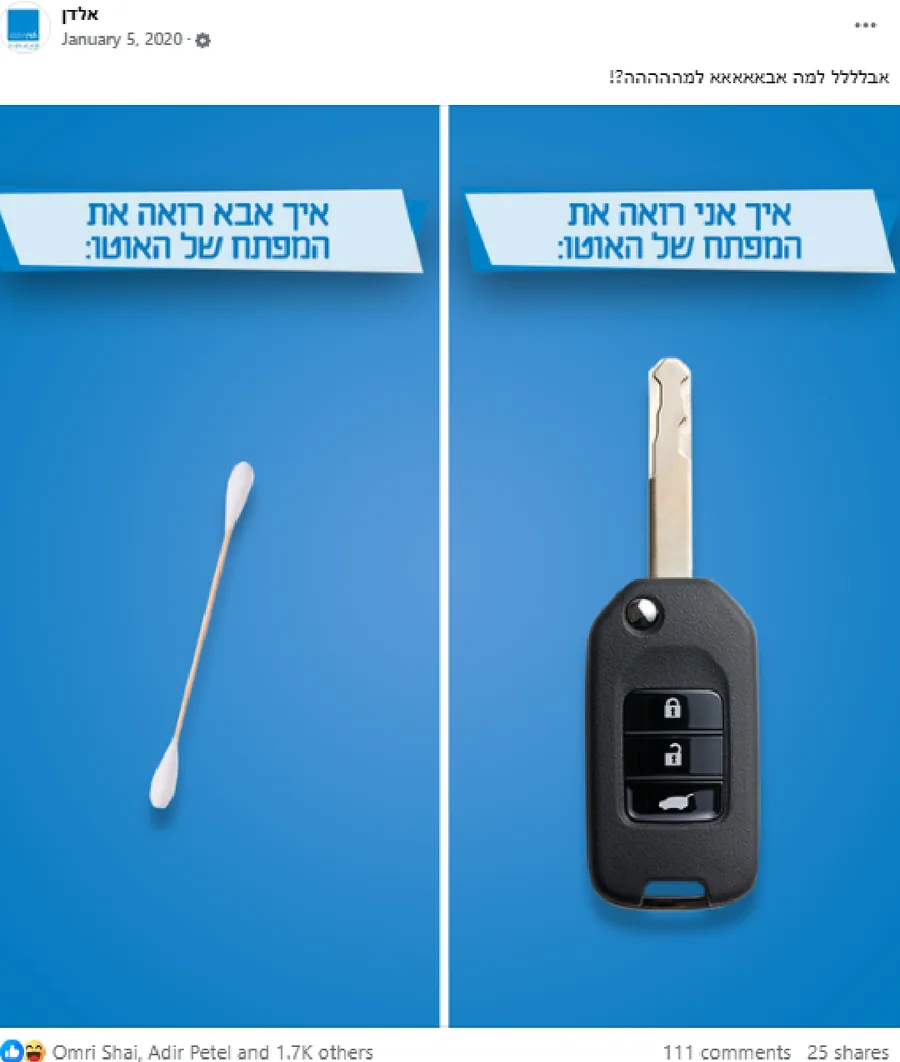 אלדן
January 5, 2020 ·
אבלללל למה אבאאאאא למהההההה?!
איך אני רואה את
המפתח של האוטו:
איך אבא רואה את
המפתח של האוטו:
Omri Shai, Adir Petel and 1.7K others
111 comments 25 shares